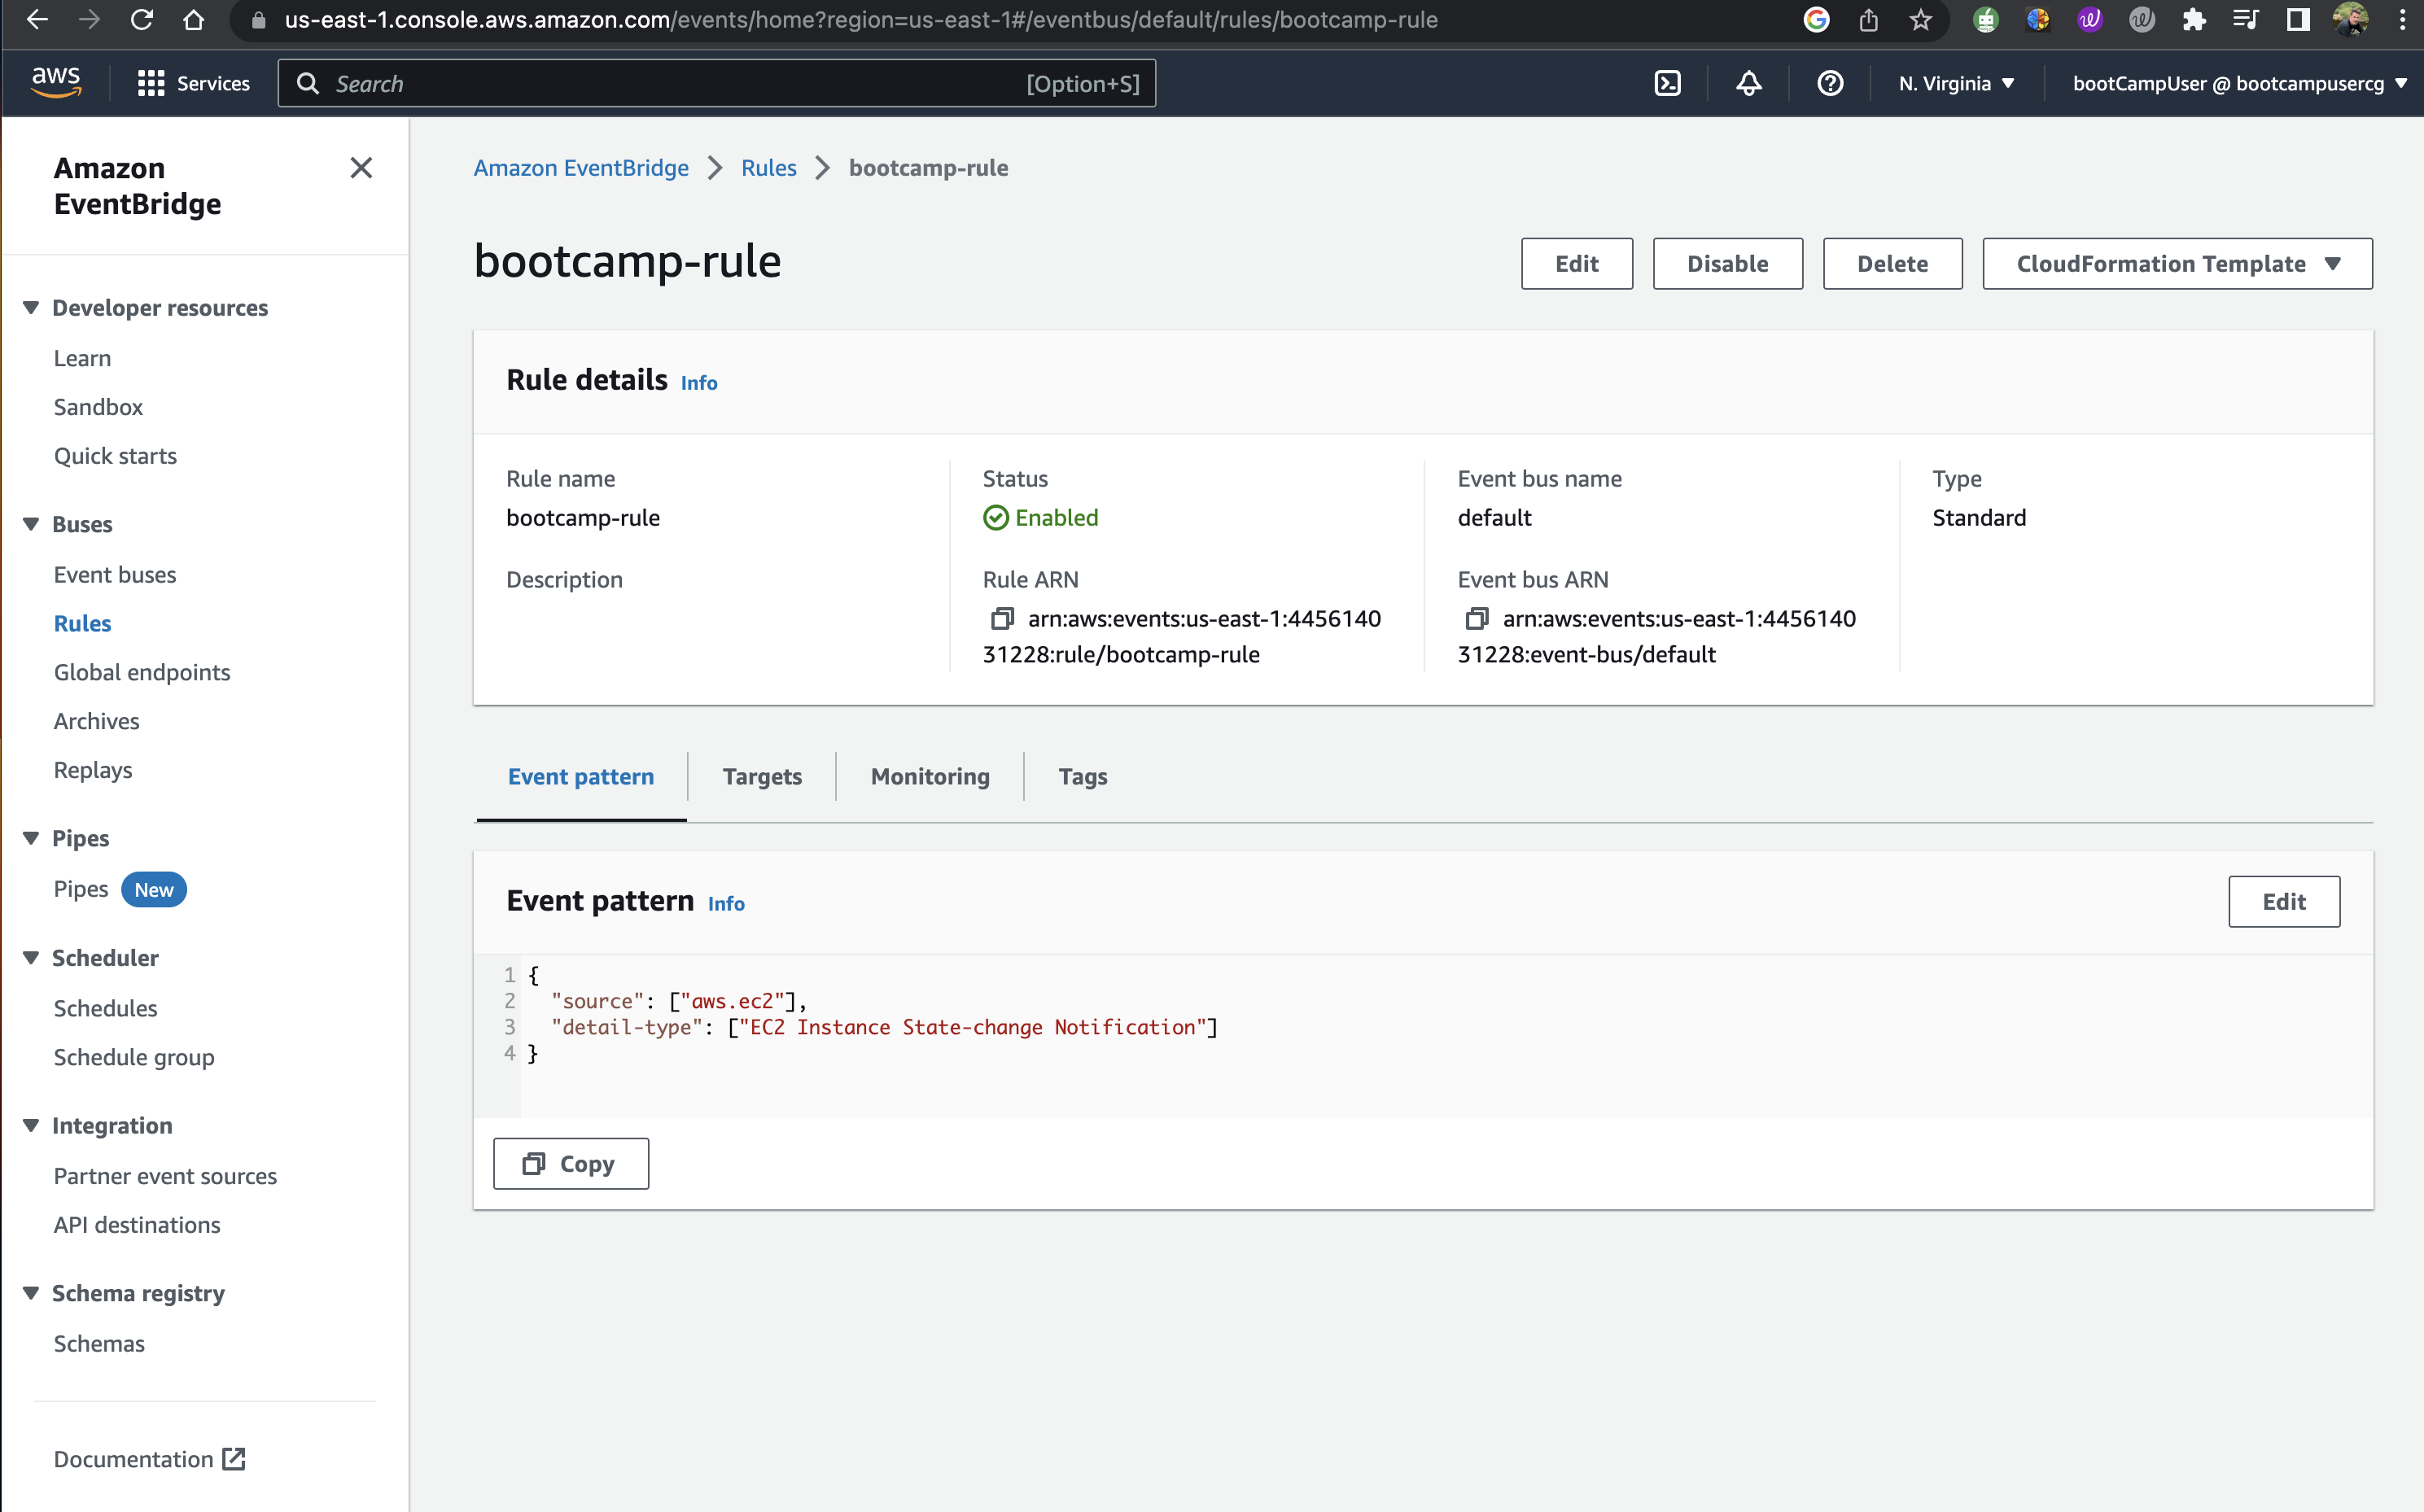 us-east-1.console.aws.amazon.com/events/home?region=us-east-1#/eventbus/default/rules/bootcamp-rule
aws
Services
Search
[Option+S]
N. Virginia
bootCampUser @ bootcampusercg
Amazon
EventBridge
Developer resources
Learn
Sandbox
Quick starts
Buses
Event buses
Rules
Global endpoints
Archives
Replays
Pipes
Pipes New
Scheduler
Schedules
Schedule group
Integration
Partner event sources
API destinations
Schema registry
Schemas
Documentation
Amazon EventBridge > Rules > bootcamp-rule
bootcamp-rule
Edit
Disable
Delete
CloudFormation Template
Rule details Info
Rule name
bootcamp-rule
Description
Status
Enabled
Rule ARN
arn:aws:events:us-east-1:4456140
31228:rule/bootcamp-rule
Event bus name
default
Event bus ARN
arn:aws:events:us-east-1:4456140
31228:event-bus/default
Type
Standard
Event pattern
Targets
Monitoring
Tags
Event pattern Info
Edit
1 {
2 "source": ["aws.ec2"],
3 "detail-type": ["EC2 Instance State-change Notification"]
4 }
Copy